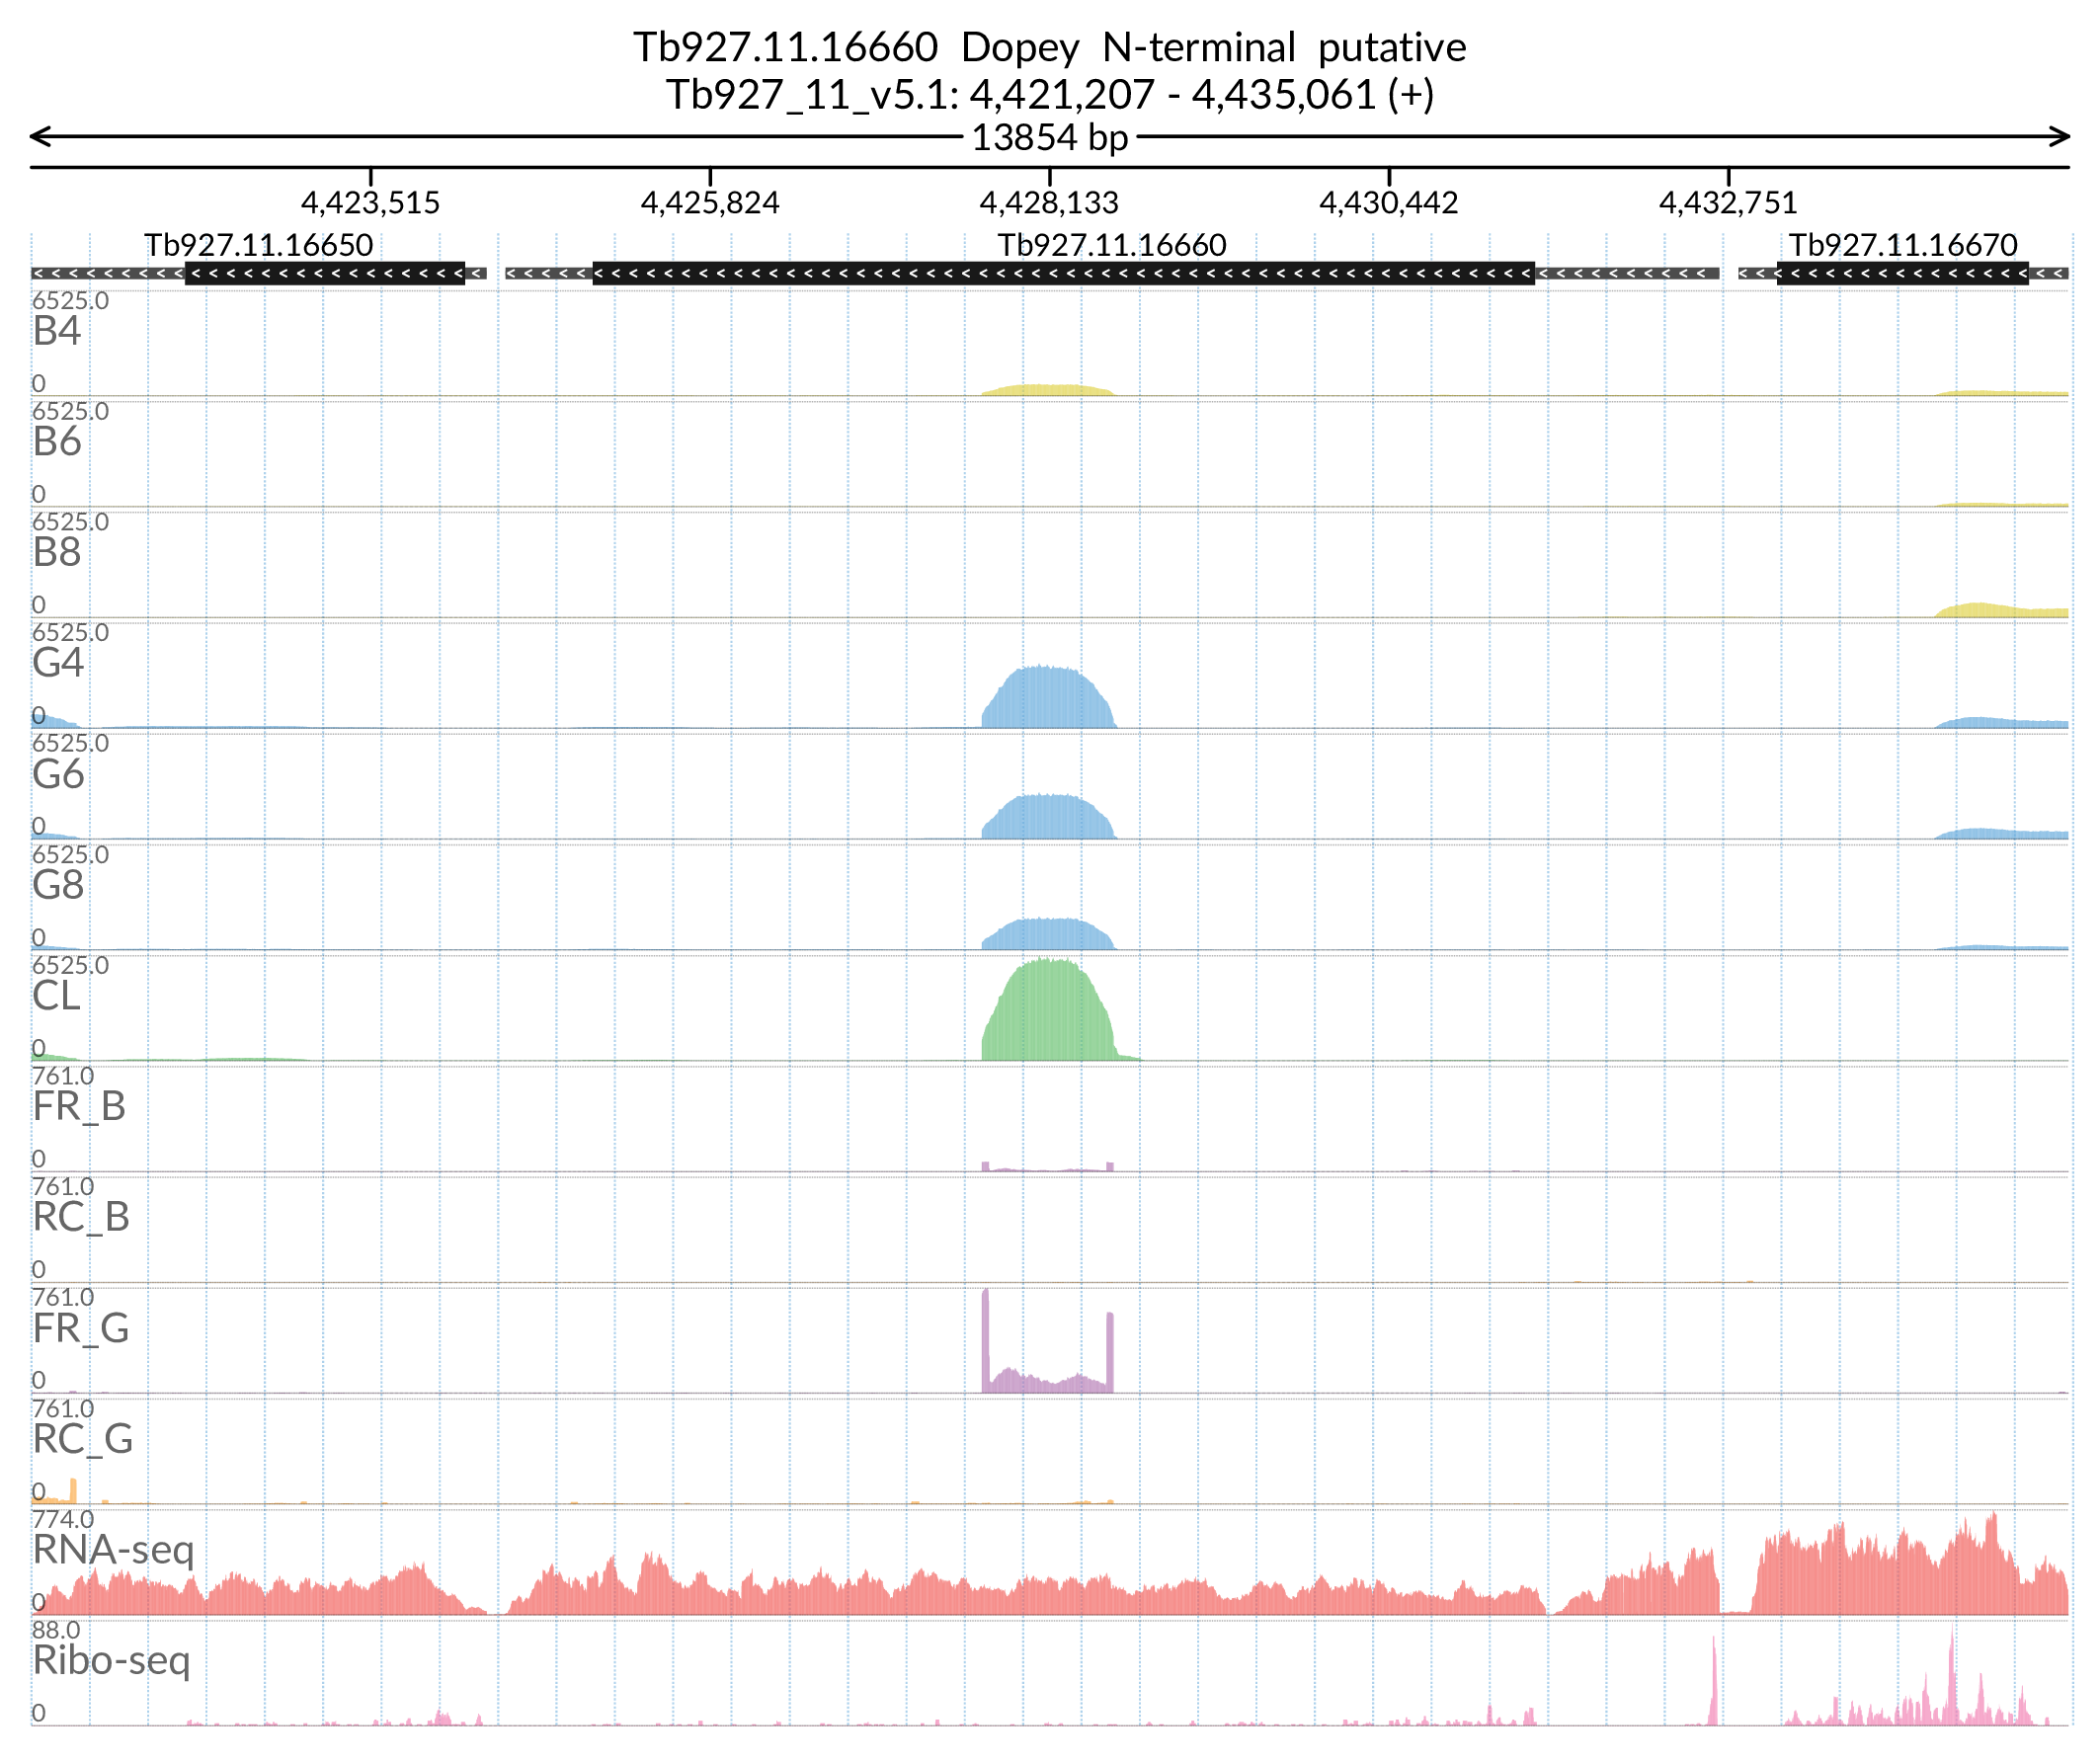 Tb927.11.16660 Dopey N-terminal putative
Tb927_11_v5.1: 4,421,207 - 4,435,061 (+)
13854 bp
4,423,515 4,425,824 4,428,133 4,430,442 4,432,751
Tb927.11.16650 Tb927.11.16660 Tb927.11.16670
6525.0
B4
0
6525.0
B6
0
6525.0
B8
0
6525.0
G4
0
6525.0
G6
0
6525.0
G8
0
6525.0
CL
0
761.0
FR_B
0
761.0
RC_B
0
761.0
FR_G
0
761.0
RC_G
0
774.0
RNA-seq
0
88.0
Ribo-seq
0